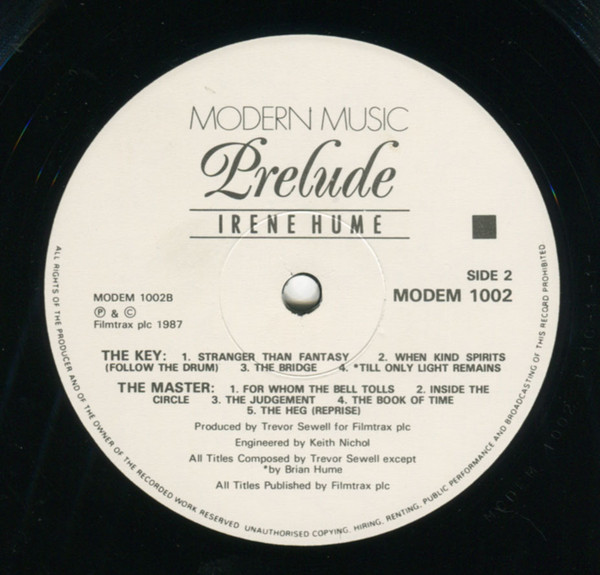 MODERN MUSIC
Prelude
IRENE HUME
SIDE 2
MODEM 1002
MODEM 1002B
Ⓟ & ©
Filmtrax plc 1987
THE KEY: 1. STRANGER THAN FANTASY 2. WHEN KIND SPIRITS
(FOLLOW THE DRUM) 3. THE BRIDGE 4. *TILL ONLY LIGHT REMAINS
THE MASTER: 1. FOR WHOM THE BELL TOLLS 2. INSIDE THE
CIRCLE 3. THE JUDGEMENT 4. THE BOOK OF TIME
5. THE HEG (REPRISE)
Produced by Trevor Sewell for Filmtrax plc
Engineered by Keith Nichol
All Titles Composed by Trevor Sewell except
*by Brian Hume
All Titles Published by Filmtrax plc
ALL RIGHTS OF THE PRODUCER AND OF THE OWNER OF THE RECORDED WORK RESERVED UNAUTHORISED COPYING, HIRING, RENTING, PUBLIC PERFORMANCE AND BROADCASTING OF THIS RECORD PROHIBITED